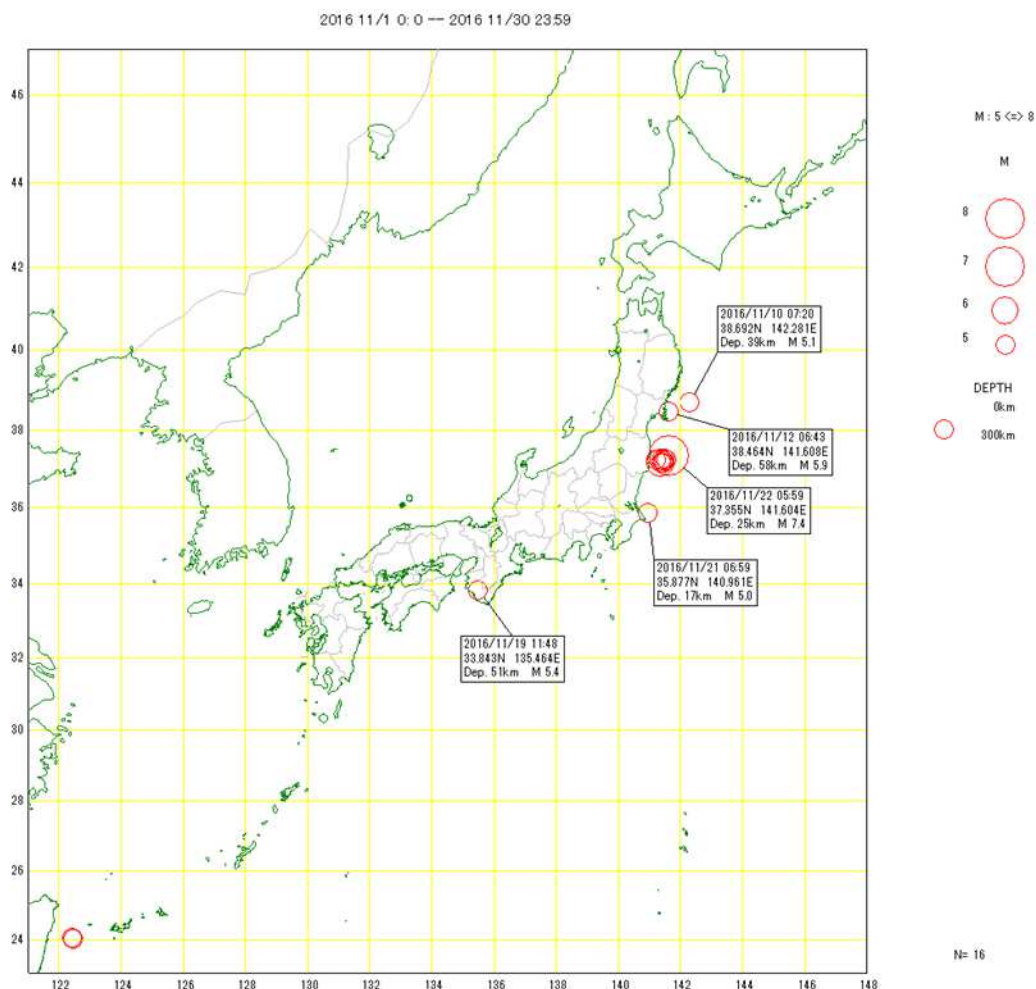 2016 11/1 0: 0 -- 2016 11/30 23:59
46
44
42
40
38
36
34
32
30
28
26
24
122 124 126 128 130 132 134 136 138 140 142 144 146 148
2016/11/10 07:20
38.692N 142.281E
Dep. 39km M 5.1
2016/11/12 06:43
38.464N 141.608E
Dep. 58km M 5.9
2016/11/22 05:59
37.355N 141.604E
Dep. 25km M 7.4
2016/11/21 06:59
35.877N 140.961E
Dep. 17km M 5.0
2016/11/19 11:48
33.843N 135.464E
Dep. 51km M 5.4
M : 5 <=> 8
M
8
7
6
5
DEPTH
0km
300km
N= 16